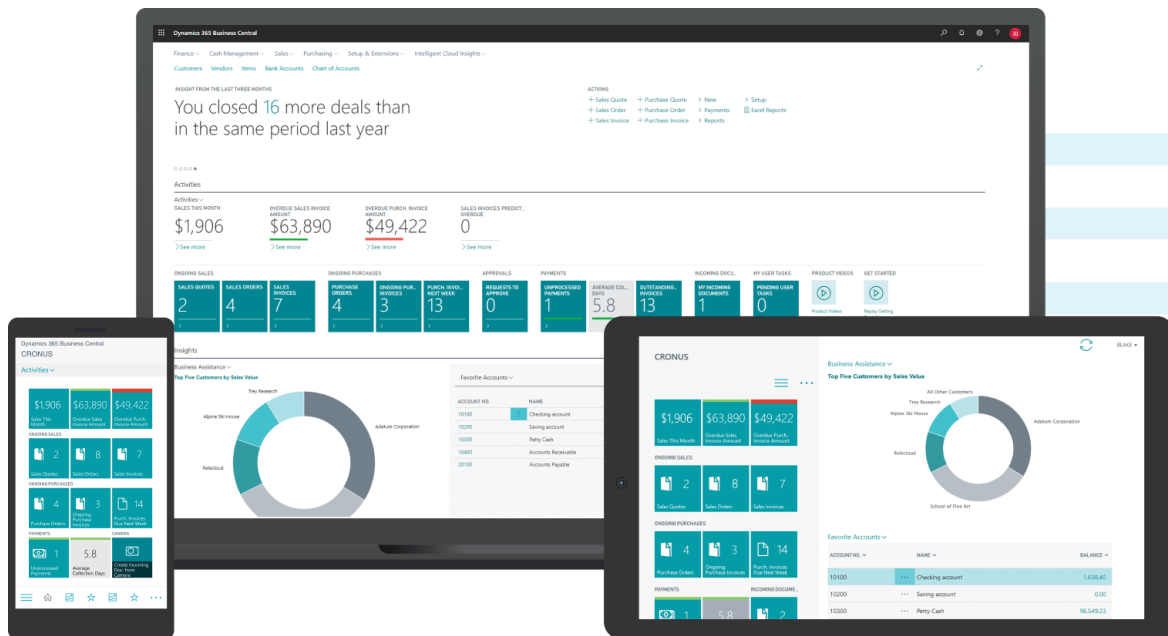 Dynamics 365 Business Central
Finance Cash Management Sales Purchasing Setup & Extensions Intelligent Cloud Insights
Customers Vendors Items Bank Accounts Chart of Accounts
INSIGHT FROM THE LAST THREE MONTHS
You closed 16 more deals than
in the same period last year
ACTIONS
+ Sales Quote + Purchase Quote > New > Setup
+ Sales Order + Purchase Order > Payments Excel Reports
+ Sales Invoice + Purchase Invoice > Reports
Activities
Activities
SALES THIS MONTH
$1,906
>See more
OVERDUE SALES INVOICE
AMOUNT
$63,890
>See more
OVERDUE PURCH. INVOICE
AMOUNT
$49,422
>See more
SALES INVOICES PREDICT...
OVERDUE
0
>See more
ONGOING SALES
SALES QUOTES
2
SALES ORDERS
4
SALES
INVOICES
7
ONGOING PURCHASES
PURCHASE
ORDERS
4
ONGOING PUR...
INVOICES
3
PURCH. INVOI...
NEXT WEEK
13
APPROVALS
REQUESTS TO
APPROVE
0
PAYMENTS
UNPROCESSED
PAYMENTS
1
AVERAGE COL...
DAYS
5.8
OUTSTANDING...
INVOICES
13
INCOMING DOCU...
MY INCOMING
DOCUMENTS
1
MY USER TASKS
PENDING USER
TASKS
0
PRODUCT VIDEOS
Product Videos
GET STARTED
Replay Getting
Insights
Business Assistance
Top Five Customers by Sales Value
Trey Research
Alpine Ski House
Adatum Corporation
Relecloud
Favorite Accounts
ACCOUNT NO. NAME
10100 Checking account
10200 Saving account
10300 Petty Cash
10400 Accounts Receivable
20100 Accounts Payable
Dynamics 365 Business Central
CRONUS
Activities
$1,906
Sales This
Month
$63,890
Overdue Sales
Invoice Amount
$49,422
Overdue Purch.
Invoice Amount
ONGOING SALES
2
Sales Quotes
8
Sales Orders
7
Sales Invoices
ONGOING PURCHASES
4
Purchase Orders
3
Ongoing
Purchase
Invoices
14
Purch. Invoices
Due Next Week
PAYMENTS
CAMERA
1
Unprocessed
Payments
5.8
Average
Collection Days
Create Incoming
Doc. from
Camera
CRONUS
BLAKE
$1,906
Sales This Month
$63,890
Overdue Sales
Invoice Amount
$49,422
Overdue Purch.
Invoice Amount
ONGOING SALES
2
Sales Quotes
8
Sales Orders
7
Sales Invoices
ONGOING PURCHASES
4
Purchase Orders
3
Ongoing
Purchase Invoices
14
Purch. Invoices
Due Next Week
PAYMENTS
INCOMING DOCUME...
1
5.8
2
Business Assistance
Top Five Customers by Sales Value
All Other Customers
Trey Research
Alpine Ski House
Adatum Corporation
Relecloud
School of Fine Art
Favorite Accounts
ACCOUNT NO. NAME BALANCE
10100 Checking account 1,638.40
10200 Saving account 0.00
10300 Petty Cash 96,549.23